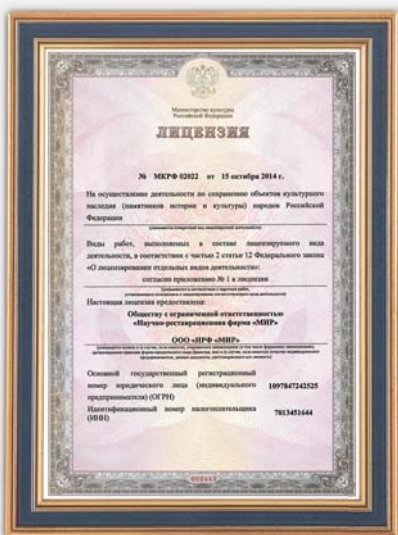 Министерство культуры
Российской Федерации
ЛИЦЕНЗИЯ
№ МКРФ 02022 от 15 октября 2014 г.
На осуществление деятельности по сохранению объектов культурного
наследия (памятников истории и культуры) народов Российской
Федерации
Виды работ, выполняемых в составе лицензируемого вида
деятельности, в соответствии с частью 2 статьи 12 Федерального закона
«О лицензировании отдельных видов деятельности»:
согласно приложению № 1 к лицензии
Настоящая лицензия предоставлена:
Обществу с ограниченной ответственностью
«Научно-реставрационная фирма «МИР»
ООО «НРФ «МИР»
Основной государственный регистрационный
номер юридического лица (индивидуального
предпринимателя) (ОГРН)
1097847242525
Идентификационный номер налогоплательщика
(ИНН)
7813451644